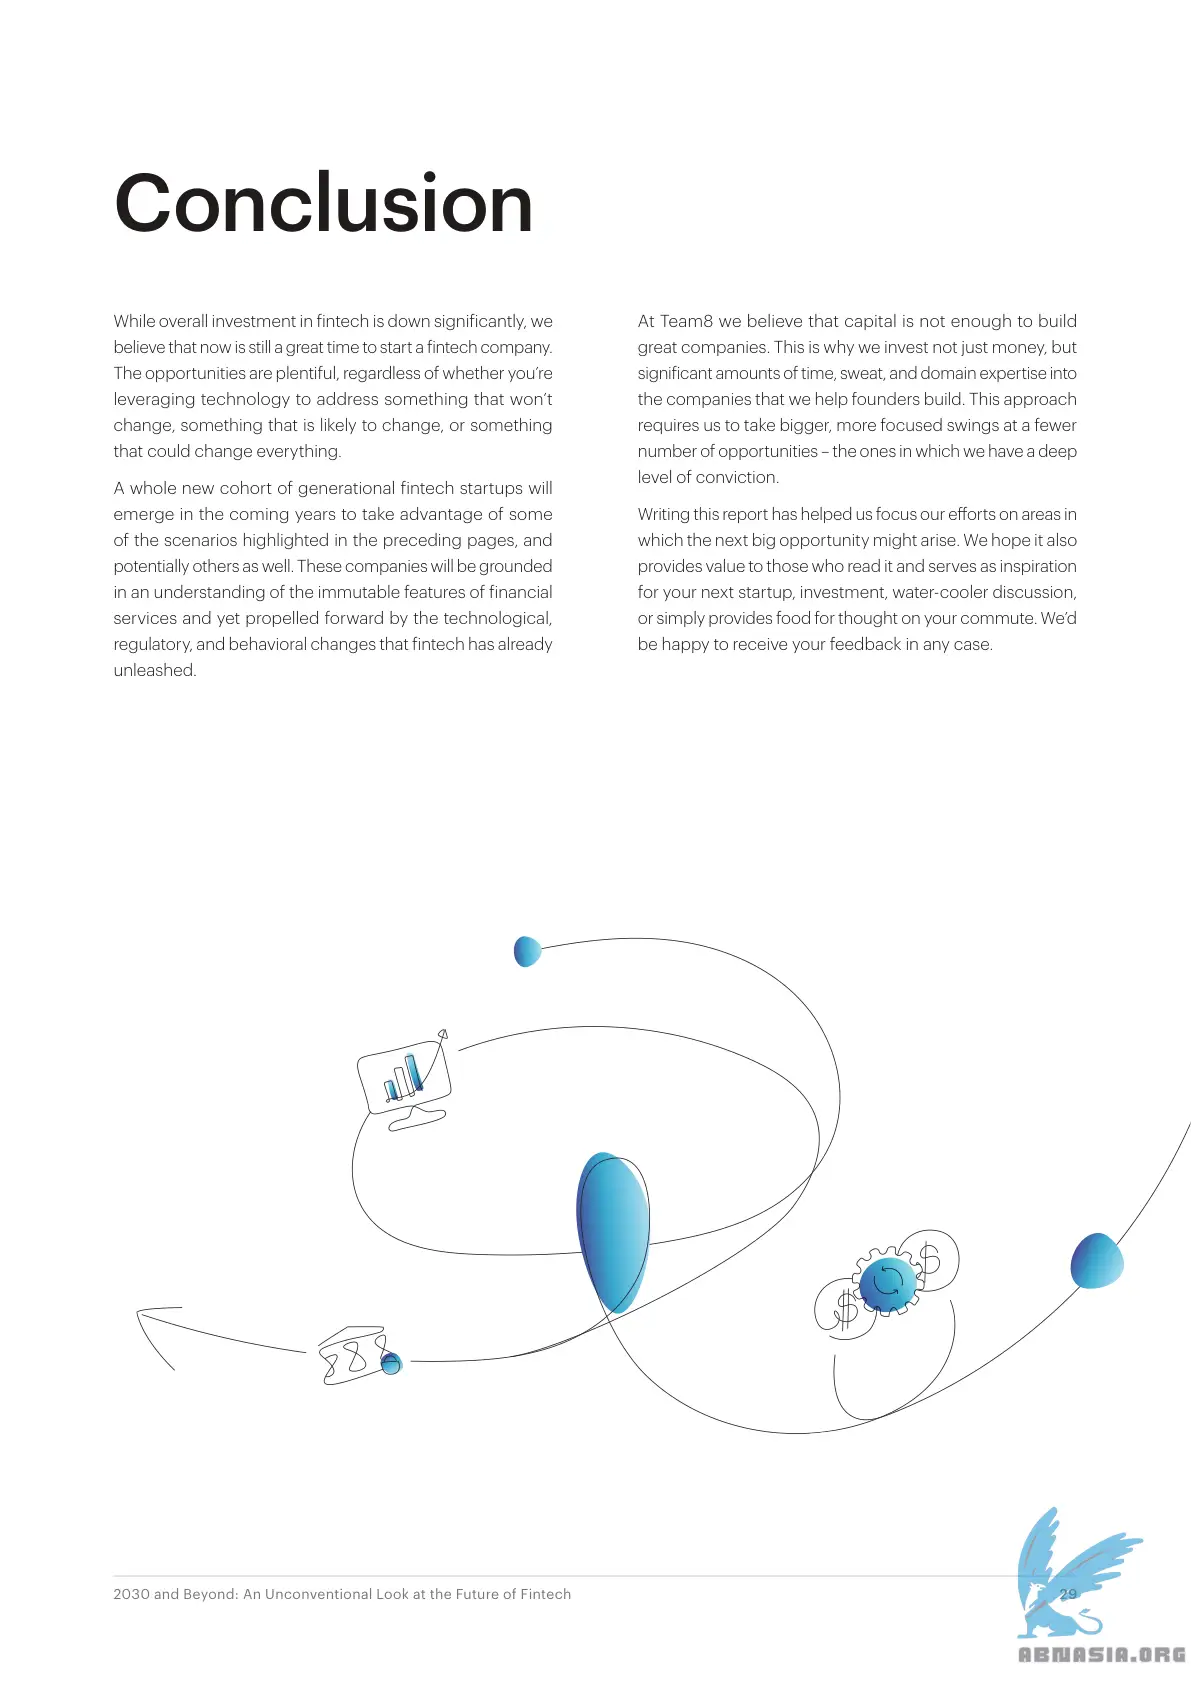 Conclusion
While overall investment in fintech is down significantly, we
believe that now is still a great time to start a fintech company.
The opportunities are plentiful, regardless of whether you're
leveraging technology to address something that won't
change, something that is likely to change, or something
that could change everything.
A whole new cohort of generational fintech startups will
emerge in the coming years to take advantage of some
of the scenarios highlighted in the preceding pages, and
potentially others as well. These companies will be grounded
in an understanding of the immutable features of financial
services and yet propelled forward by the technological,
regulatory, and behavioral changes that fintech has already
unleashed.
At Team8 we believe that capital is not enough to build
great companies. This is why we invest not just money, but
significant amounts of time, sweat, and domain expertise into
the companies that we help founders build. This approach
requires us to take bigger, more focused swings at a fewer
number of opportunities – the ones in which we have a deep
level of conviction.
Writing this report has helped us focus our efforts on areas in
which the next big opportunity might arise. We hope it also
provides value to those who read it and serves as inspiration
for your next startup, investment, water-cooler discussion,
or simply provides food for thought on your commute. We'd
be happy to receive your feedback in any case.
$
$
2030 and Beyond: An Unconventional Look at the Future of Fintech
29
ABNASIA.ORG